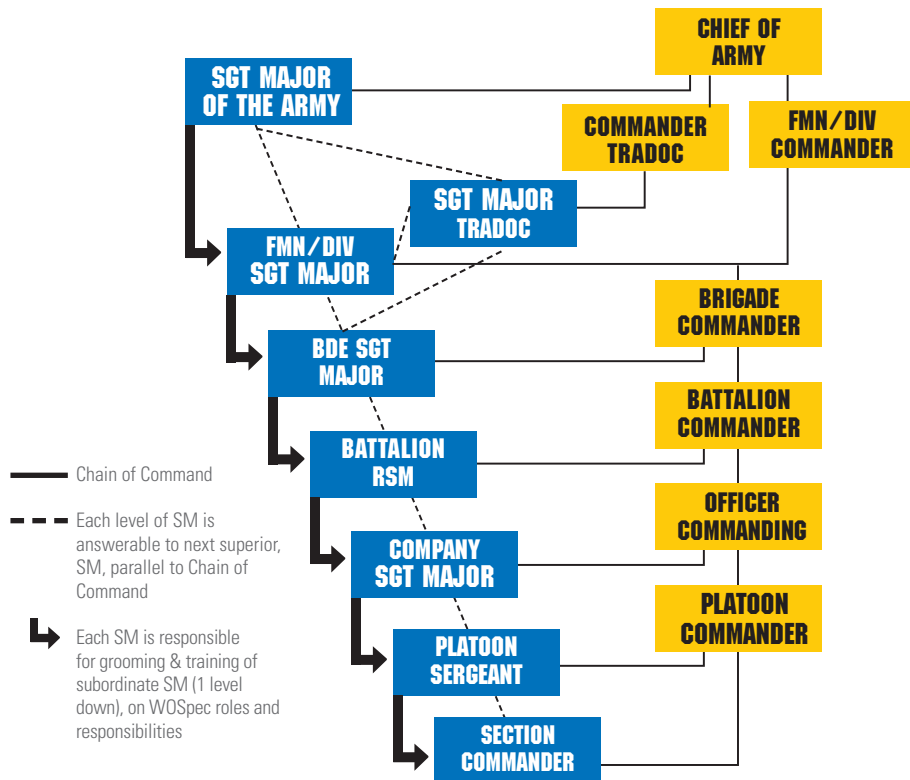 CHIEF OF
ARMY
SGT MAJOR
OF THE ARMY
COMMANDER
TRADOC
FMN/DIV
COMMANDER
SGT MAJOR
TRADOC
FMN/DIV
SGT MAJOR
BRIGADE
COMMANDER
BDE SGT
MAJOR
BATTALION
COMMANDER
BATTALION
RSM
OFFICER
COMMANDING
COMPANY
SGT MAJOR
PLATOON
COMMANDER
PLATOON
SERGEANT
SECTION
COMMANDER
Chain of Command
Each level of SM is
answerable to next superior,
SM, parallel to Chain of
Command
Each SM is responsible
for grooming & training of
subordinate SM (1 level
down), on WOSpec roles and
responsibilities